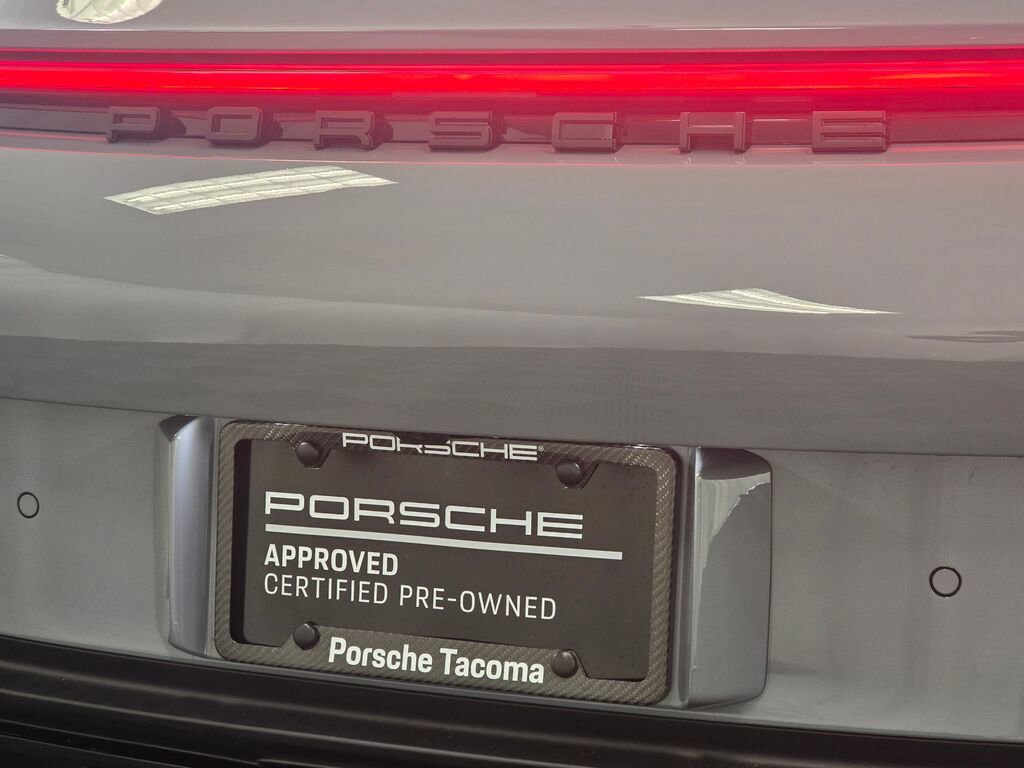 PORSCHE
PORSCHE®
PORSCHE
APPROVED
CERTIFIED PRE-OWNED
Porsche Tacoma